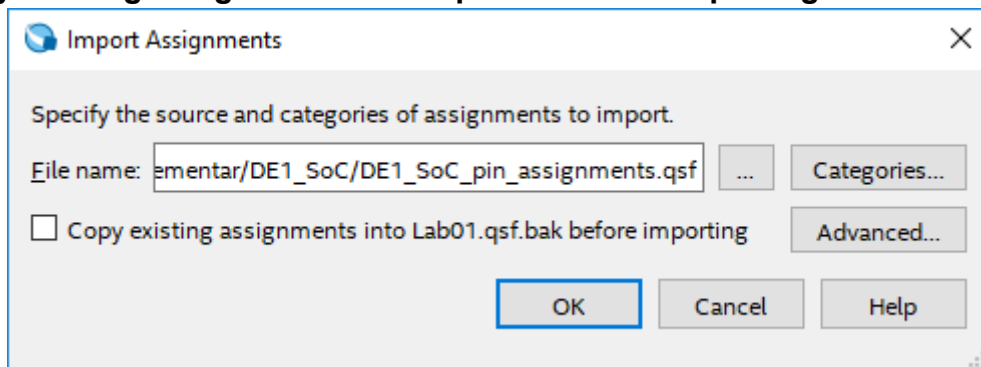 Import Assignments
Specify the source and categories of assignments to import.
File name: ementar/DE1_SoC/DE1_SoC_pin_assignments.qsf ... Categories...
Copy existing assignments into Lab01.qsf.bak before importing Advanced...
OK Cancel Help